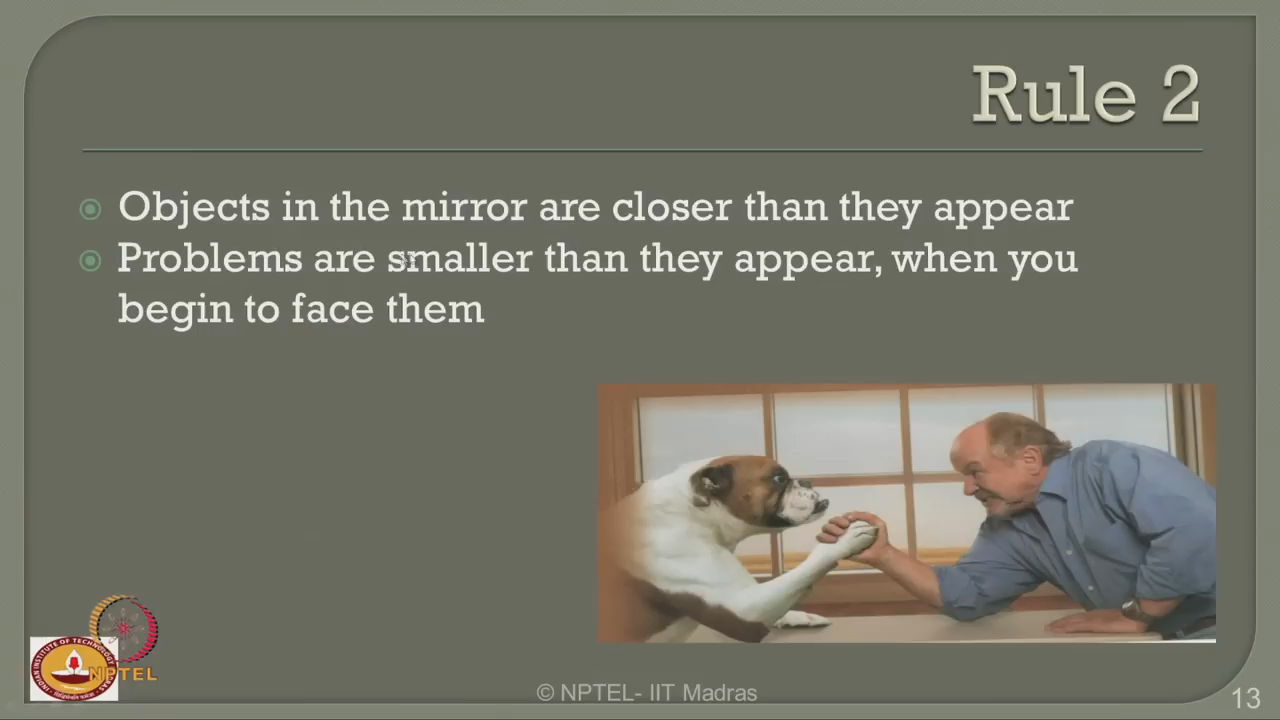 Rule 2
Objects in the mirror are closer than they appear
Problems are smaller than they appear, when you
begin to face them
NPTEL
© NPTEL- IIT Madras
13